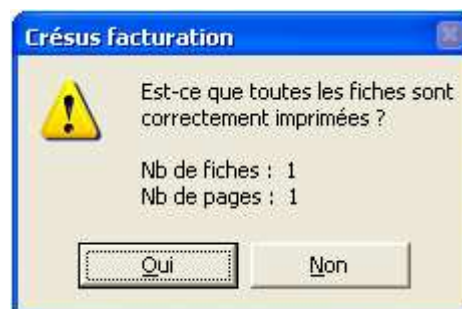 Crésus facturation
Est-ce que toutes les fiches sont
correctement imprimées ?
Nb de fiches : 1
Nb de pages : 1
Oui
Non